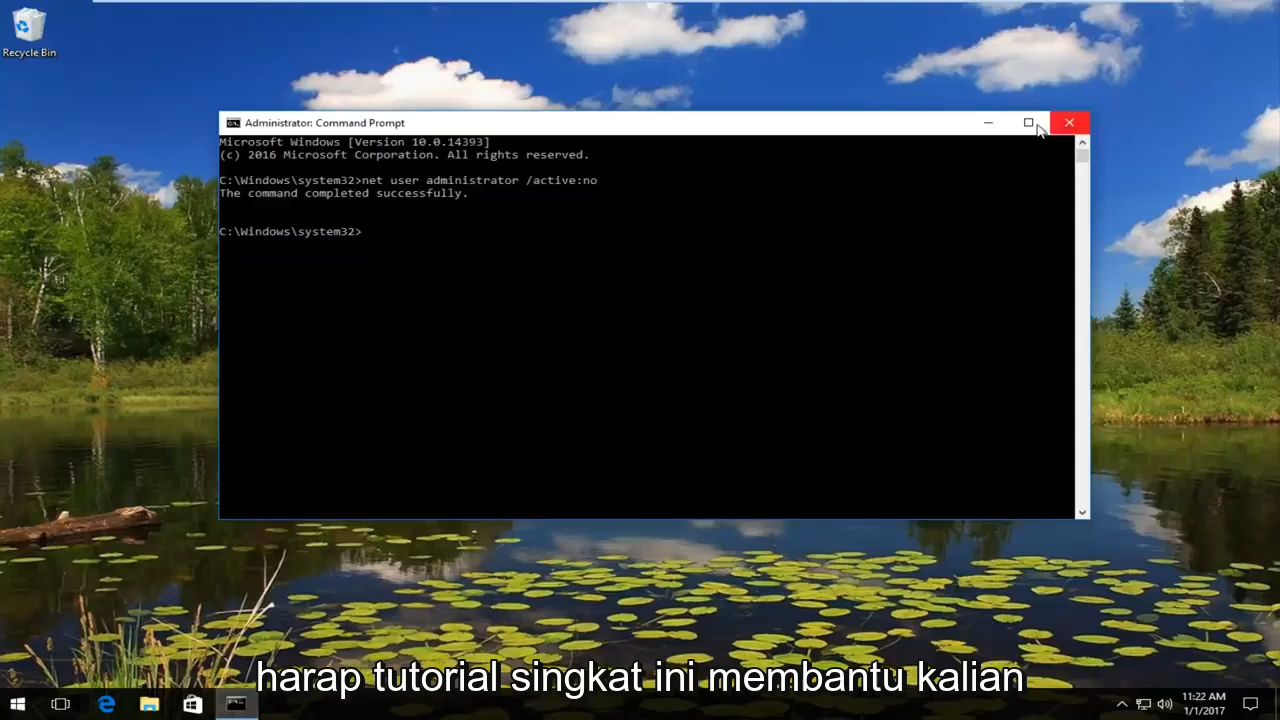 Recycle Bin
Administrator: Command Prompt
Microsoft Windows [Version 10.0.14393]
(c) 2016 Microsoft Corporation. All rights reserved.
C:\Windows\system32>net user administrator /active:no
The command completed successfully.
C:\Windows\system32>
harap tutorial singkat ini membantu kalian
11:22 AM
1/1/2017